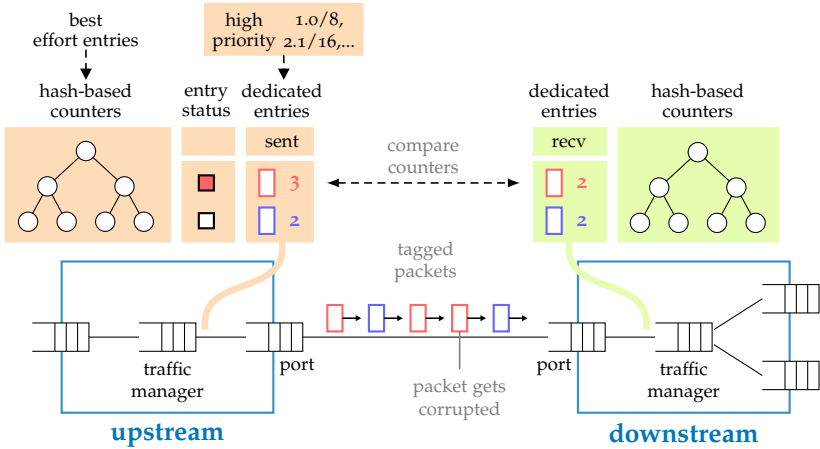 best
effort entries
high
priority
1.0/8,
2.1/16,...
hash-based
counters
entry
status
dedicated
entries
dedicated
entries
hash-based
counters
sent
recv
compare
counters
3
2
2
2
tagged
packets
port
port
traffic
manager
traffic
manager
packet gets
corrupted
upstream
downstream